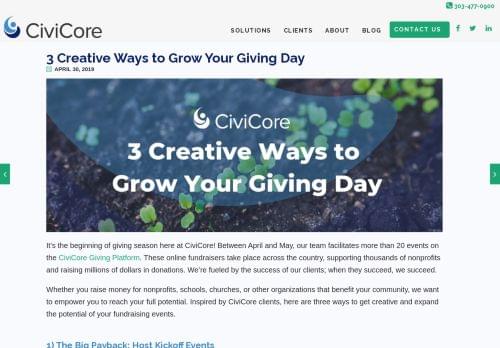 303-477-0900
CiviCore
SOLUTIONS CLIENTS ABOUT BLOG CONTACT US
3 Creative Ways to Grow Your Giving Day
APRIL 30, 2019
CiviCore
3 Creative Ways to
Grow Your Giving Day
It's the beginning of giving season here at CiviCore! Between April and May, our team facilitates more than 20 events on
the CiviCore Giving Platform. These online fundraisers take place across the country, supporting thousands of nonprofits
and raising millions of dollars in donations. We're fueled by the success of our clients; when they succeed, we succeed.
Whether you raise money for nonprofits, schools, churches, or other organizations that benefit your community, we want
to empower you to reach your full potential. Inspired by CiviCore clients, here are three ways to get creative and expand
the potential of your fundraising events.
1) The Big Payback: Host Kickoff Events